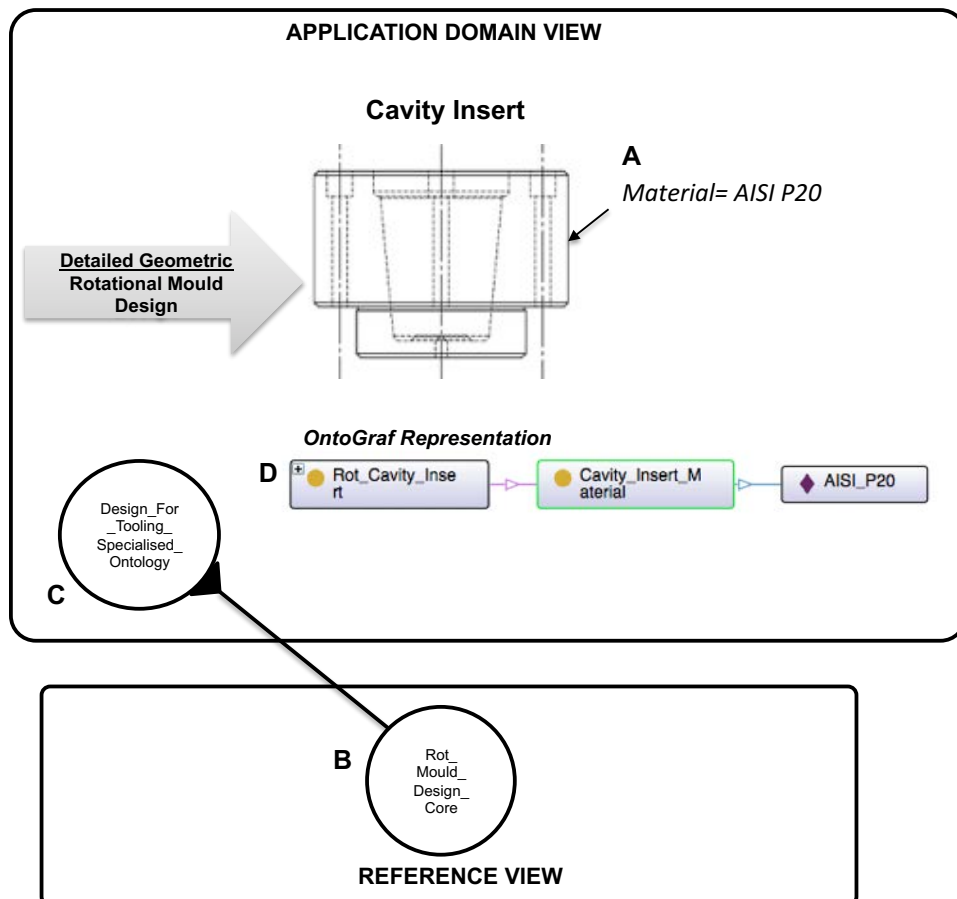 APPLICATION DOMAIN VIEW
Cavity Insert
A
Material= AISI P20
Detailed Geometric
Rotational Mould
Design
OntoGraf Representation
D
Rot_Cavity_Inse
rt
Cavity_Insert_M
aterial
AISI_P20
Design_For
_Tooling_
Specialised_
Ontology
C
B
Rot_
Mould_
Design_
Core
REFERENCE VIEW